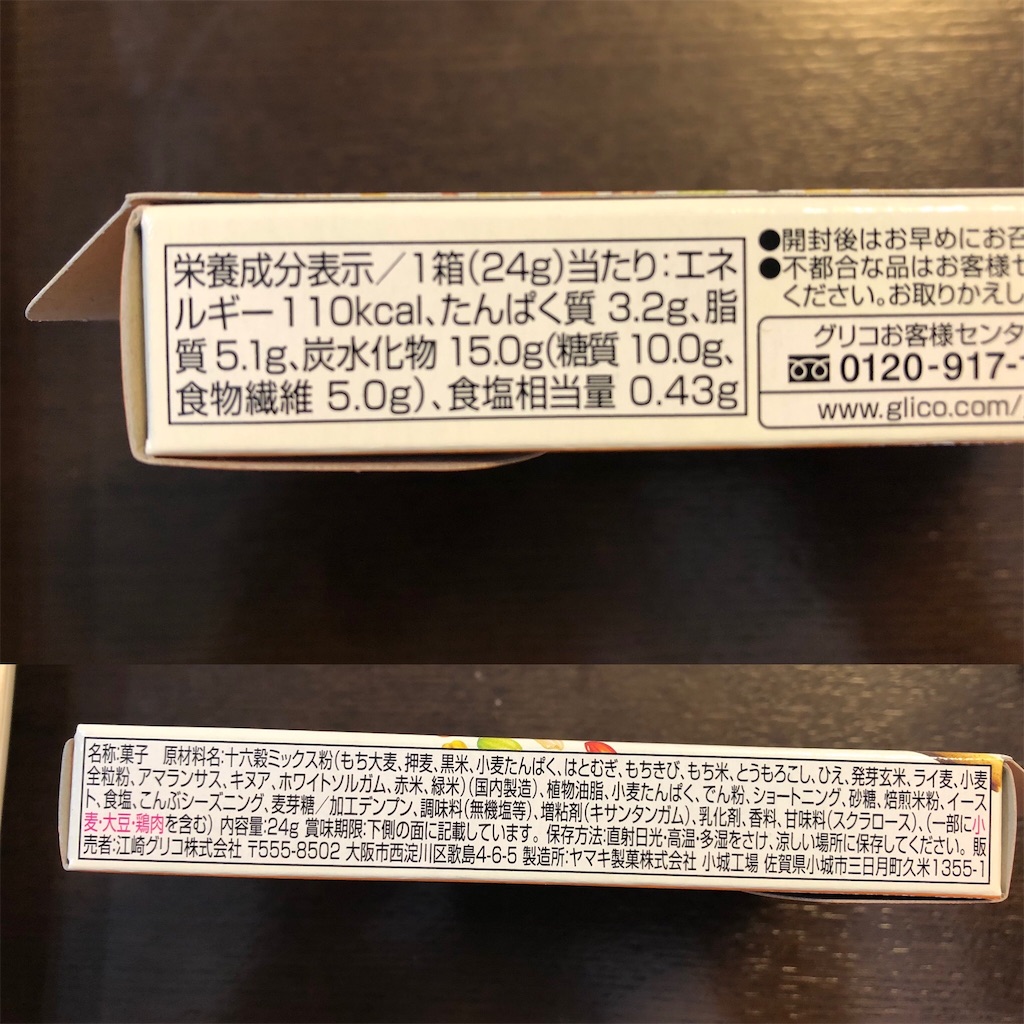 栄養成分表示／1箱(24g)当たり:エネ
ルギー110kcal、たんぱく質 3.2g、脂
質5.1g、炭水化物 15.0g(糖質 10.0g、
食物繊維 5.0g)、食塩相当量 0.43g
●開封後はお早めにお召
●不都合な品はお客様セ
ください。お取りかえし
グリコお客様センタ
0120-917-
www.glico.com/
名称:菓子 原材料名:十六穀ミックス粉(もち大麦、押麦、黒米、小麦たんぱく、はとむぎ、もちきび、もち米、とうもろこし、ひえ、発芽玄米、ライ麦、小麦
全粒粉、アマランサス、キヌア、ホワイトソルガム、赤米、緑米)(国内製造)、植物油脂、小麦たんぱく、でん粉、ショートニング、砂糖、焙煎米粉、イース
ト、食塩、こんぶシーズニング、麦芽糖／加工デンプン、調味料(無機塩等)、増粘剤(キサンタンガム)、乳化剤、香料、甘味料(スクラロース)、(一部に小
麦・大豆・鶏肉を含む) 内容量:24g 賞味期限:下側の面に記載しています。 保存方法:直射日光・高温・多湿をさけ、涼しい場所に保存してください。 販
売者:江崎グリコ株式会社 〒555-8502 大阪市西淀川区歌島4-6-5 製造所:ヤマキ製菓株式会社 小城工場 佐賀県小城市三日月町久米1355-1